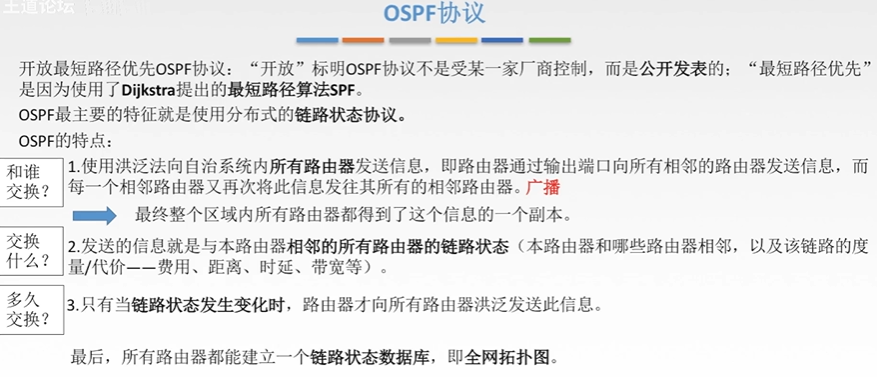 王道论坛
OSPF协议
开放最短路径优先OSPF协议：“开放”标明OSPF协议不是受某一家厂商控制，而是公开发表的；“最短路径优先”
是因为使用了Dijkstra提出的最短路径算法SPF。
OSPF最主要的特征就是使用分布式的链路状态协议。
OSPF的特点：
和谁
交换？
1.使用洪泛法向自治系统内所有路由器发送信息，即路由器通过输出端口向所有相邻的路由器发送信息，而
每一个相邻路由器又再次将此信息发往其所有的相邻路由器。广播
最终整个区域内所有路由器都得到了这个信息的一个副本。
交换
什么？
2.发送的信息就是与本路由器相邻的所有路由器的链路状态（本路由器和哪些路由器相邻，以及该链路的度
量/代价——费用、距离、时延、带宽等）。
多久
交换？
3.只有当链路状态发生变化时，路由器才向所有路由器洪泛发送此信息。
最后，所有路由器都能建立一个链路状态数据库，即全网拓扑图。